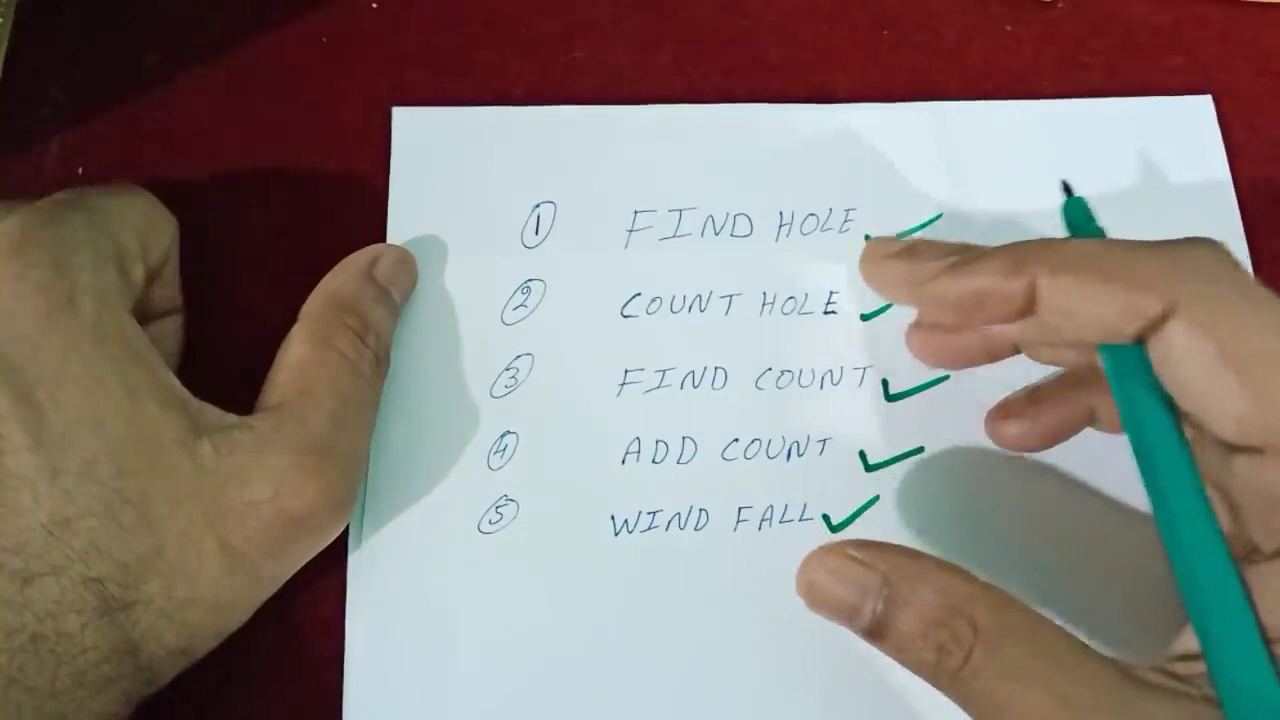 ① FIND HOLE ✓
② COUNT HOLE ✓
③ FIND COUNT ✓
④ ADD COUNT ✓
⑤ WIND FALL ✓